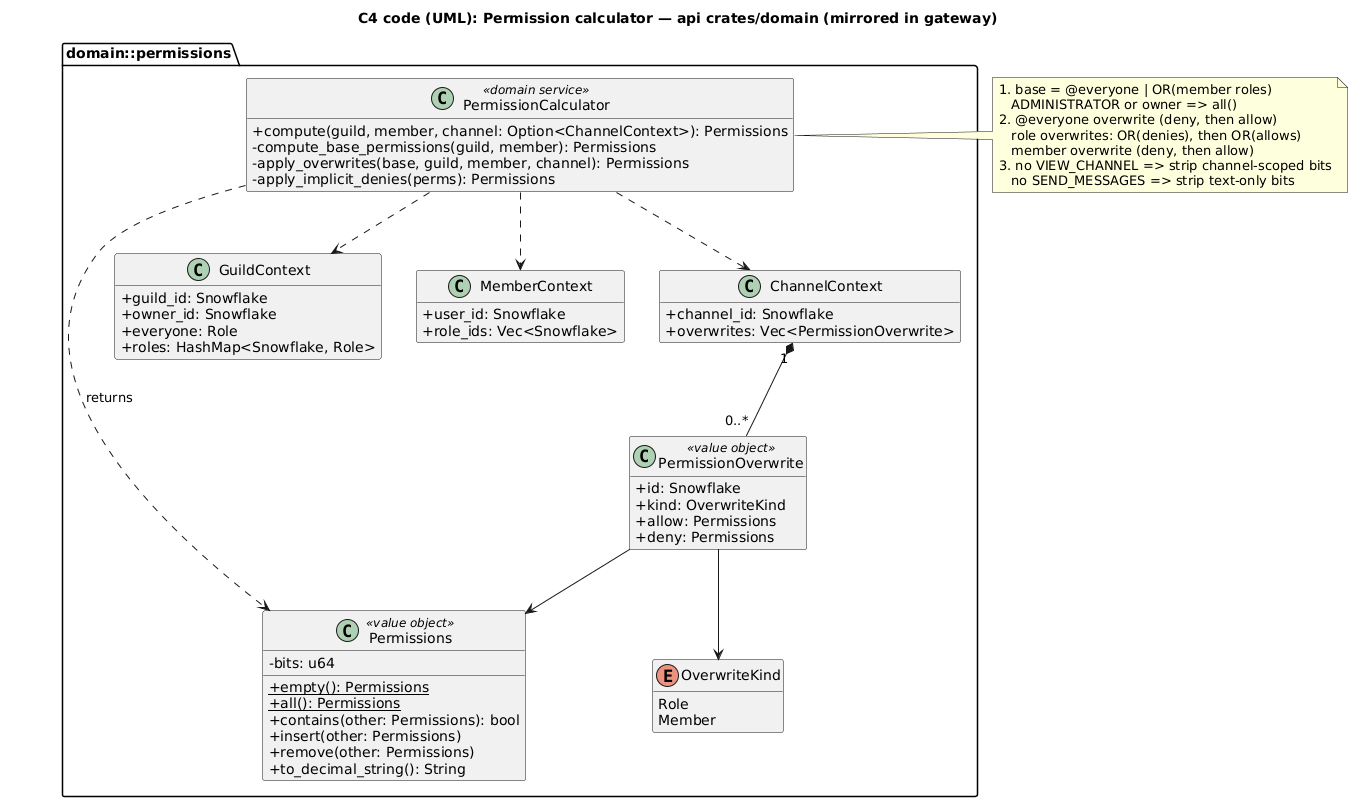 C4 code (UML): Permission calculator — api crates/domain (mirrored in gateway)
domain::permissions
C
«domain service»
PermissionCalculator
+compute(guild, member, channel: Option<ChannelContext>): Permissions
-compute_base_permissions(guild, member): Permissions
-apply_overwrites(base, guild, member, channel): Permissions
-apply_implicit_denies(perms): Permissions
1. base = @everyone | OR(member roles)
ADMINISTRATOR or owner => all()
2. @everyone overwrite (deny, then allow)
role overwrites: OR(denies), then OR(allows)
member overwrite (deny, then allow)
3. no VIEW_CHANNEL => strip channel-scoped bits
no SEND_MESSAGES => strip text-only bits
C GuildContext
+guild_id: Snowflake
+owner_id: Snowflake
+everyone: Role
+roles: HashMap<Snowflake, Role>
C MemberContext
+user_id: Snowflake
+role_ids: Vec<Snowflake>
C ChannelContext
+channel_id: Snowflake
+overwrites: Vec<PermissionOverwrite>
1
returns
0..*
C
«value object»
PermissionOverwrite
+id: Snowflake
+kind: OverwriteKind
+allow: Permissions
+deny: Permissions
C
«value object»
Permissions
-bits: u64
+empty(): Permissions
+all(): Permissions
+contains(other: Permissions): bool
+insert(other: Permissions)
+remove(other: Permissions)
+to_decimal_string(): String
E OverwriteKind
Role
Member